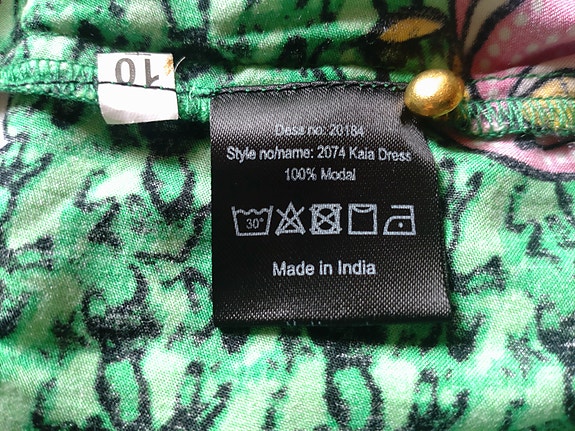 10
Dess no: 20184
Style no/name: 2074 Kaia Dress
100% Modal
30°
Made in India